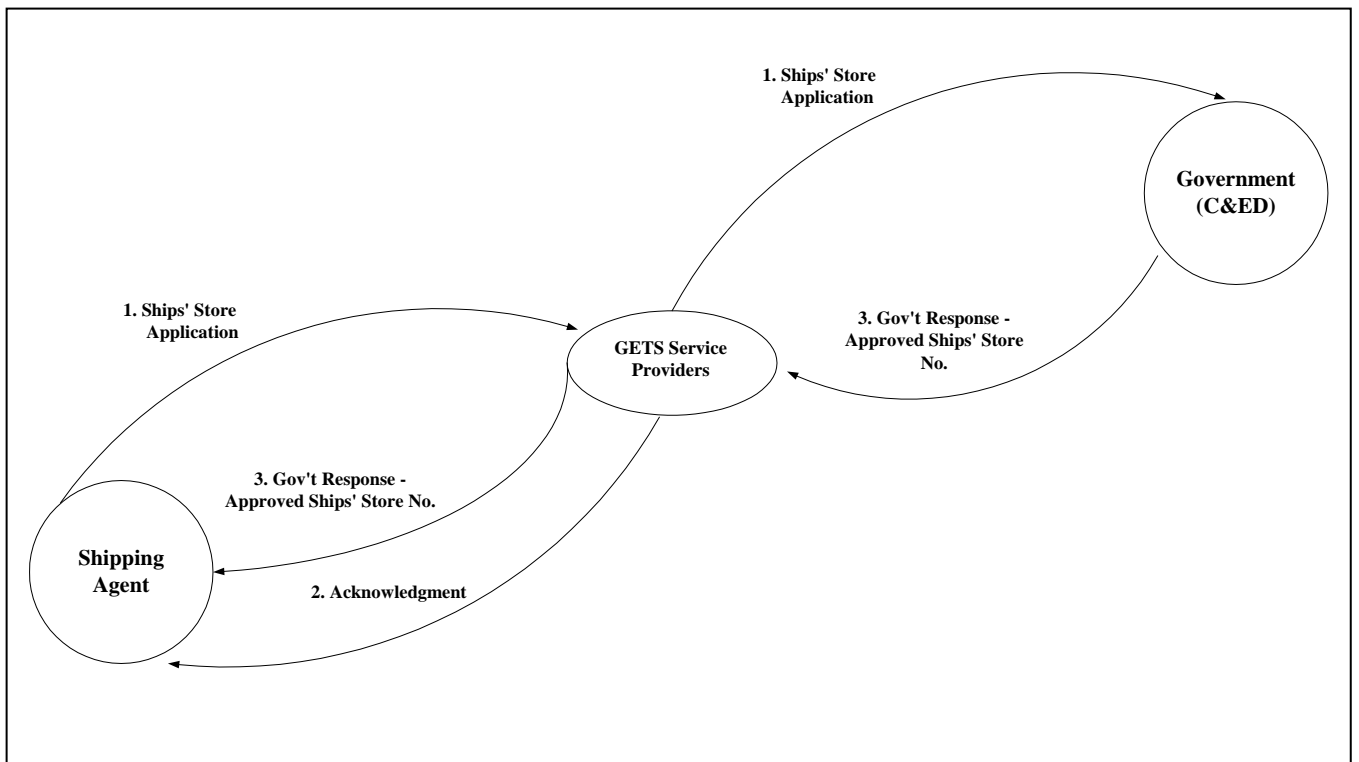 1. Ships' Store
Application
Government
(C&ED)
1. Ships' Store
Application
3. Gov't Response -
Approved Ships' Store
No.
GETS Service
Providers
3. Gov't Response -
Approved Ships' Store No.
Shipping
Agent
2. Acknowledgment